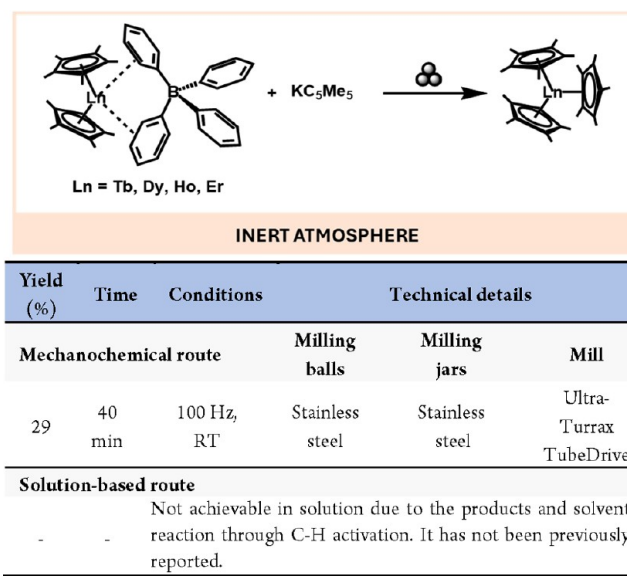 Ln
B
+ KC5Me5
Ln
Ln = Tb, Dy, Ho, Er
INERT ATMOSPHERE
Yield (%) Time Conditions Technical details
Mechanochemical route Milling balls Milling jars Mill
29 40 min 100 Hz, RT Stainless steel Stainless steel Ultra-Turrax TubeDrive
Solution-based route
- - Not achievable in solution due to the products and solvent
reaction through C-H activation. It has not been previously
reported.